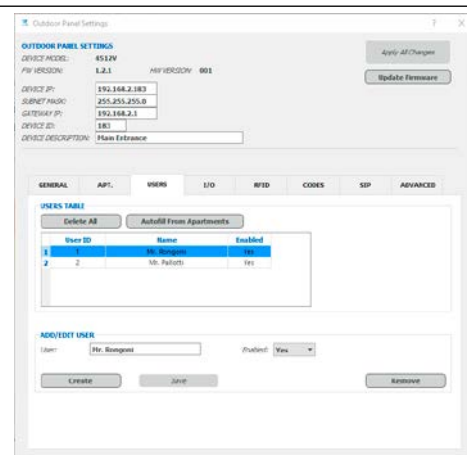 Outdoor Panel Settings
OUTDOOR PANEL SETTINGS
DEVICE MODEL: 4512V
FW VERSION: 1.2.1 HW VERSION: 001
Apply All Changes
Update Firmware
DEVICE IP: 192.164.2.183
SUBNET MASK: 255.255.255.0
GATEWAY IP: 192.168.2.1
DEVICE ID: 183
DEVICE DESCRIPTION: Main Entrance
GENERAL APT. USERS I/O RFID CODES SIP ADVANCED
USERS TABLE
Delete All Autofill From Apartments
User ID Name Enabled
1 1 Mr. Rongoni Yes
2 2 Mr. Paliotti Yes
ADD/EDIT USER
User: Mr. Rongoni Enabled: Yes
Create Save Remove